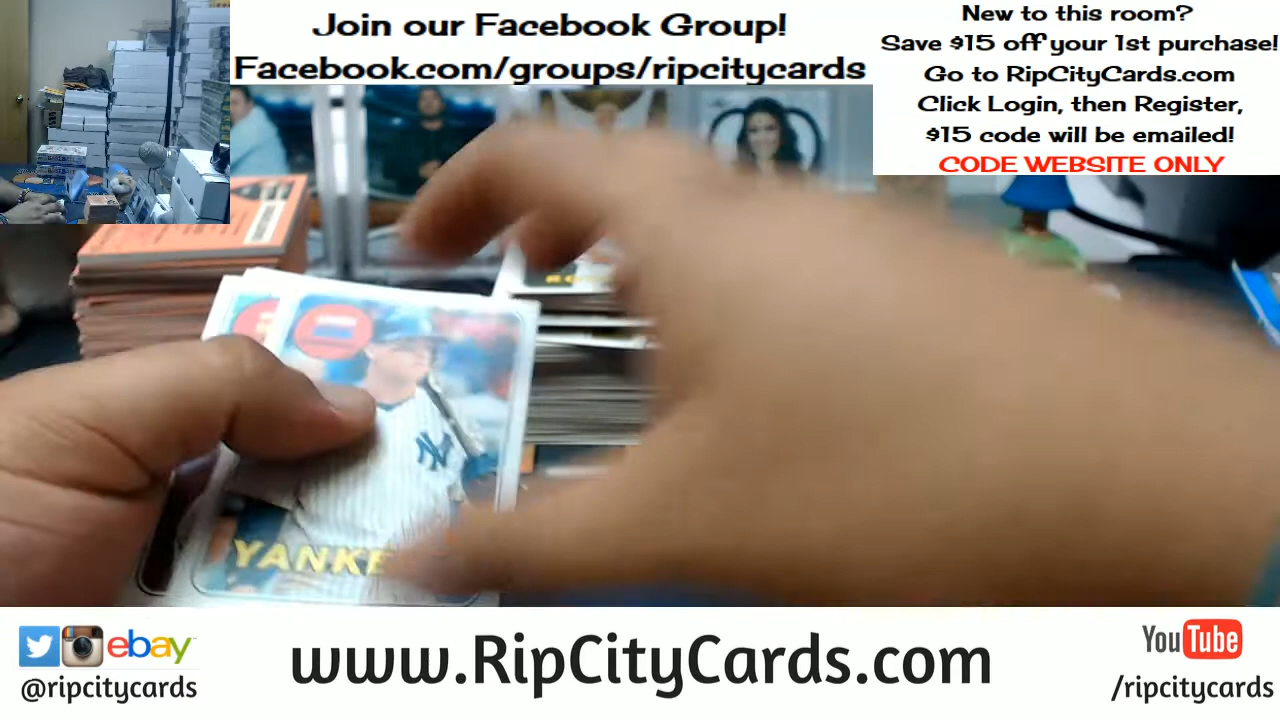 Join our Facebook Group!
Facebook.com/groups/ripcitycards
New to this room?
Save $15 off your 1st purchase!
Go to RipCityCards.com
Click Login, then Register,
$15 code will be emailed!
CODE WEBSITE ONLY
YANKE
ebay
@ripcitycards
www.RipCityCards.com
YouTube
/ripcitycards